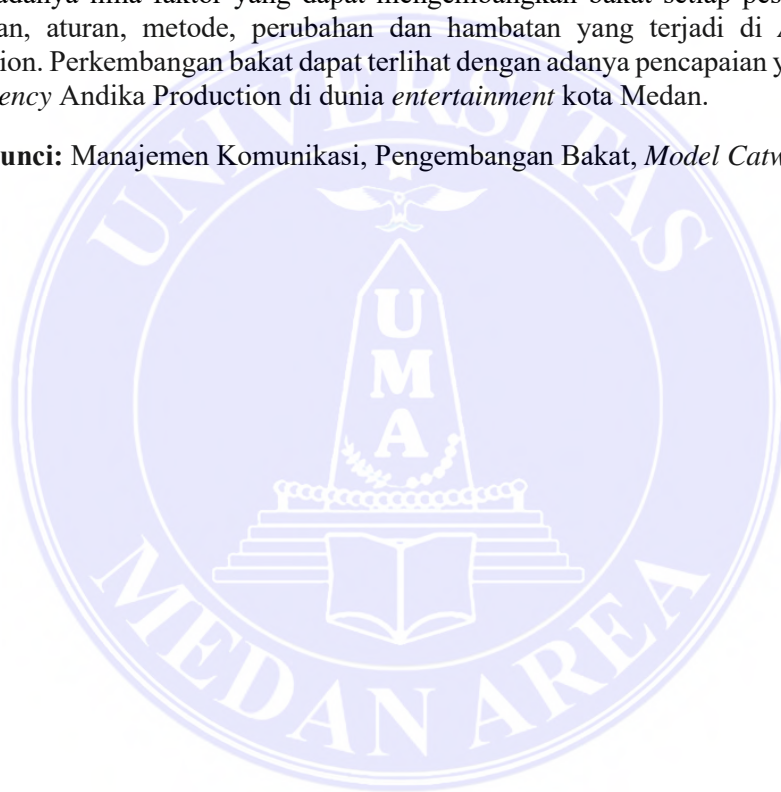 adanya lima faktor yang dapat mengembangkan bakat setiap pes
an, aturan, metode, perubahan dan hambatan yang terjadi di A
ion. Perkembangan bakat dapat terlihat dengan adanya pencapaian y
ency Andika Production di dunia entertainment kota Medan.
unci: Manajemen Komunikasi, Pengembangan Bakat, Model Catw
UNIVERSITAS
U
M
A
MEDAN AREA